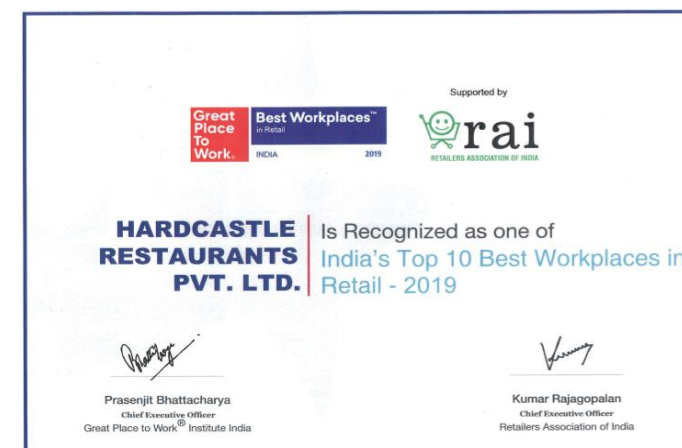 Supported by
Great
Place
To
Work.
Best Workplaces™
in Retail
INDIA 2019
rai
RETAILERS ASSOCIATION OF INDIA
HARDCASTLE
RESTAURANTS
PVT. LTD.
Is Recognized as one of
India's Top 10 Best Workplaces in
Retail - 2019
Prasenjit Bhattacharya
Chief Executive Officer
Great Place to Work® Institute India
Kumar Rajagopalan
Chief Executive Officer
Retailers Association of India